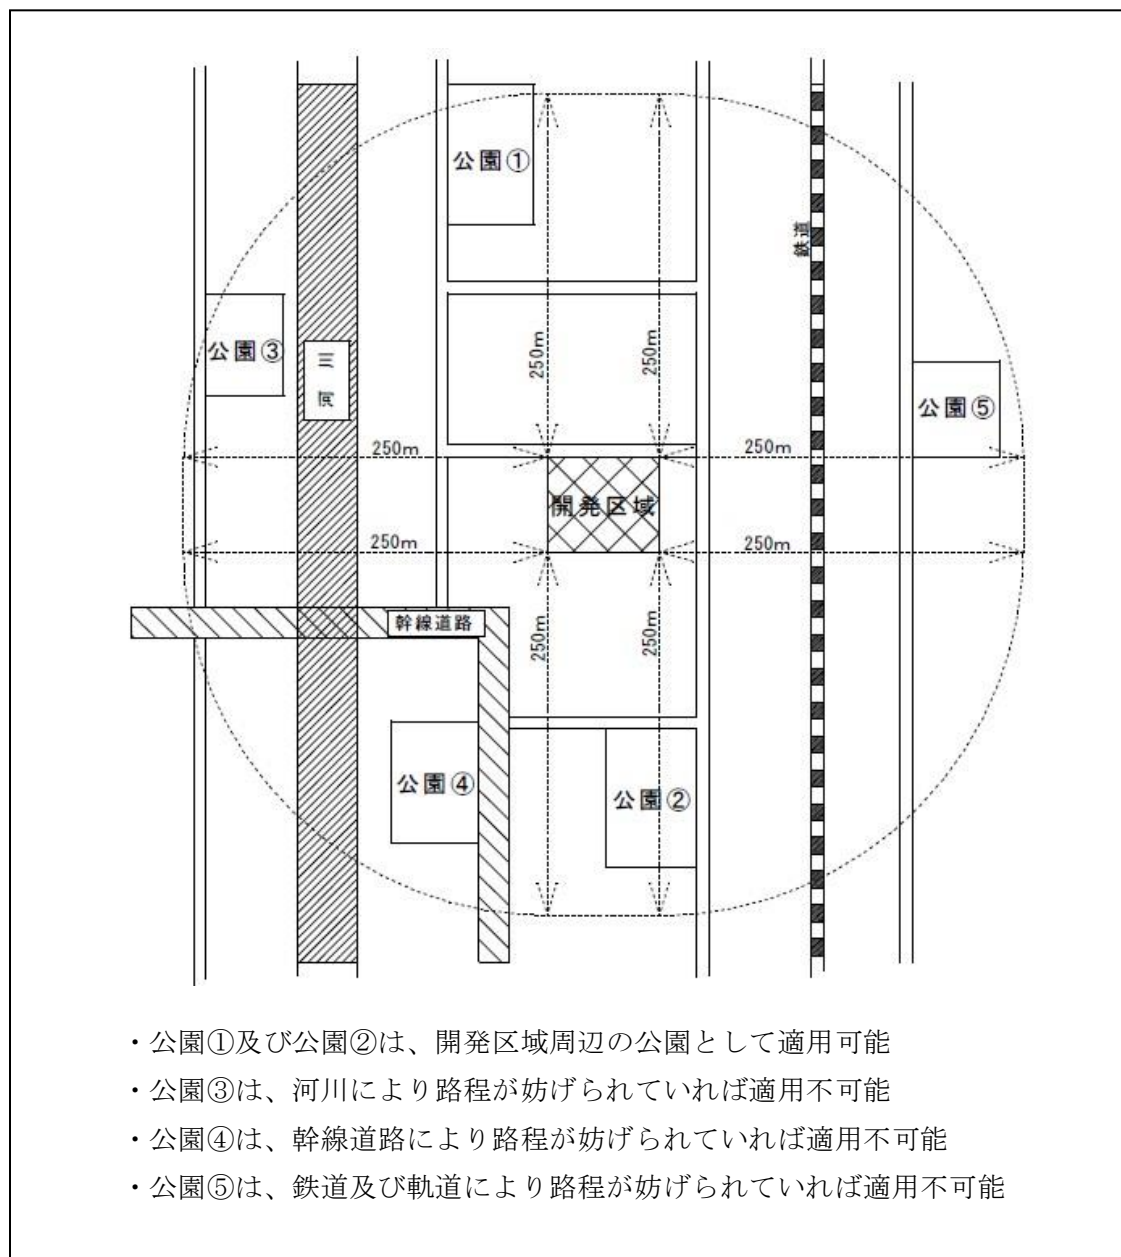 公園①
鉄道
公園③
250m
250m
公園⑤
250m
250m
開発区域
250m
250m
幹線道路
250m
250m
公園④
公園②
・公園①及び公園②は、開発区域周辺の公園として適用可能
・公園③は、河川により路程が妨げられていれば適用不可能
・公園④は、幹線道路により路程が妨げられていれば適用不可能
・公園⑤は、鉄道及び軌道により路程が妨げられていれば適用不可能